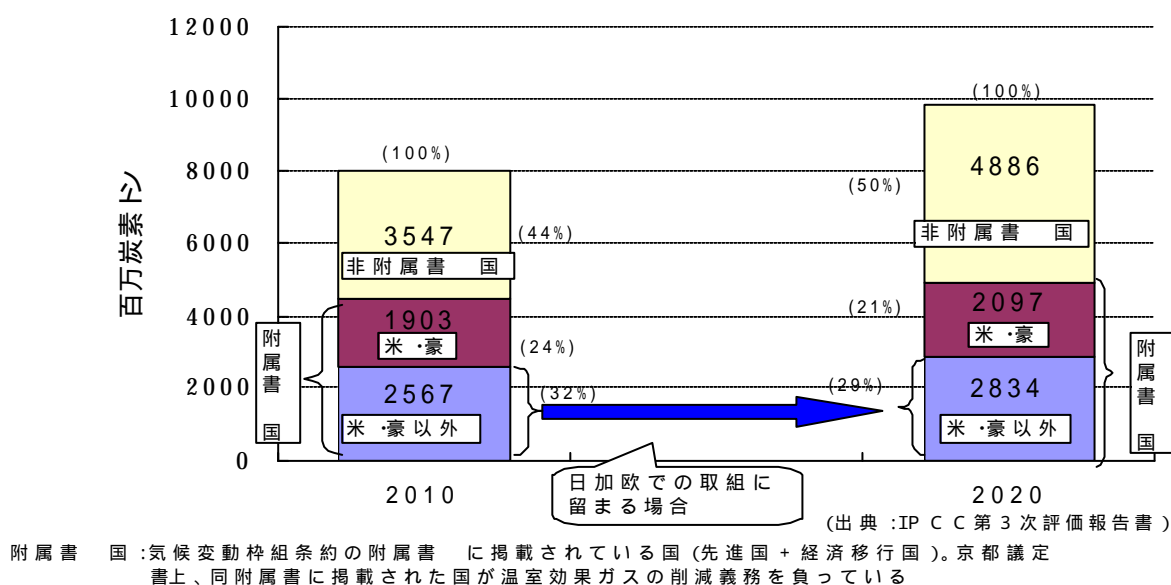 12000
10000
8000
6000
4000
2000
0
百万炭素トン
(100%)
3547
非附属書　国
(44%)
1903
米・豪
(24%)
2567
米・豪以外
(32%)
附属書　国
2010
日加欧での取組に
留まる場合
(100%)
4886
(50%)
非附属書　国
2097
(21%)
米・豪
(29%)
2834
米・豪以外
附属書　国
2020
(出典:IPCC第3次評価報告書)
附属書　国:気候変動枠組条約の附属書　に掲載されている国(先進国+経済移行国)。京都議定
書上、同附属書に掲載された国が温室効果ガスの削減義務を負っている